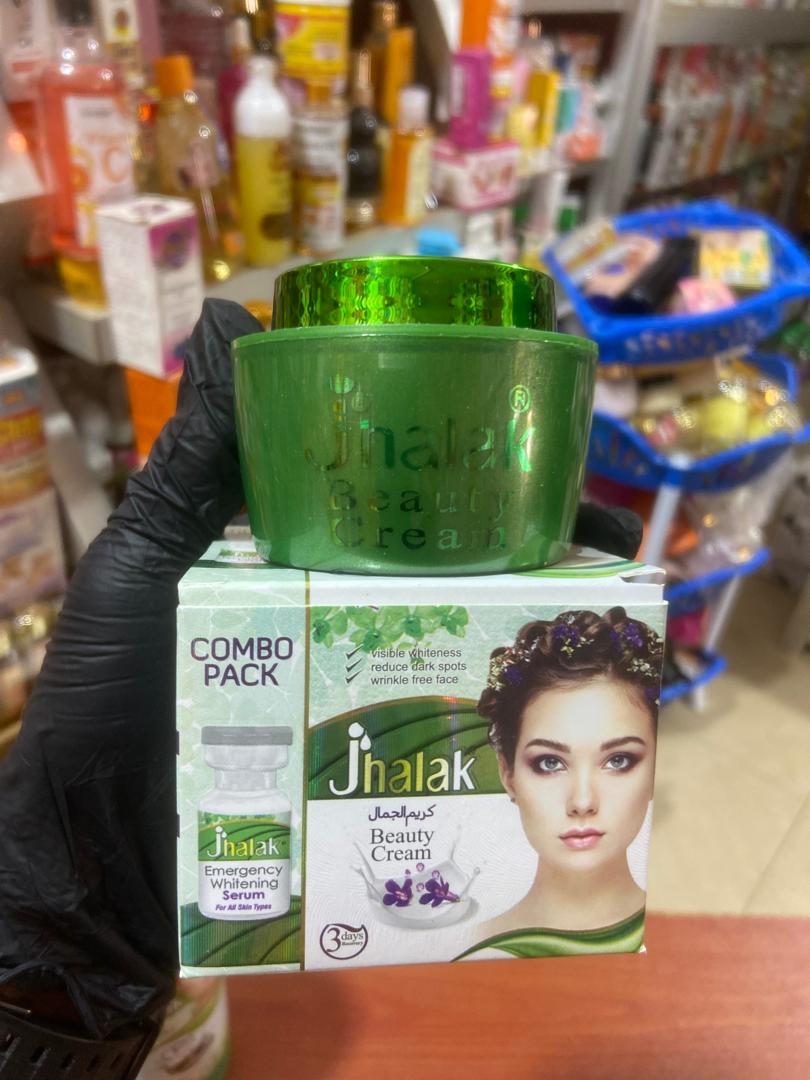 jhalak®
Beauty
Cream
COMBO
PACK
visible whiteness
reduce dark spots
wrinkle free face
Jhalak
كريم الجمال
Beauty
Cream
3 days
Recovery
Jhalak
Emergency
Whitening
Serum
For All Skin Types